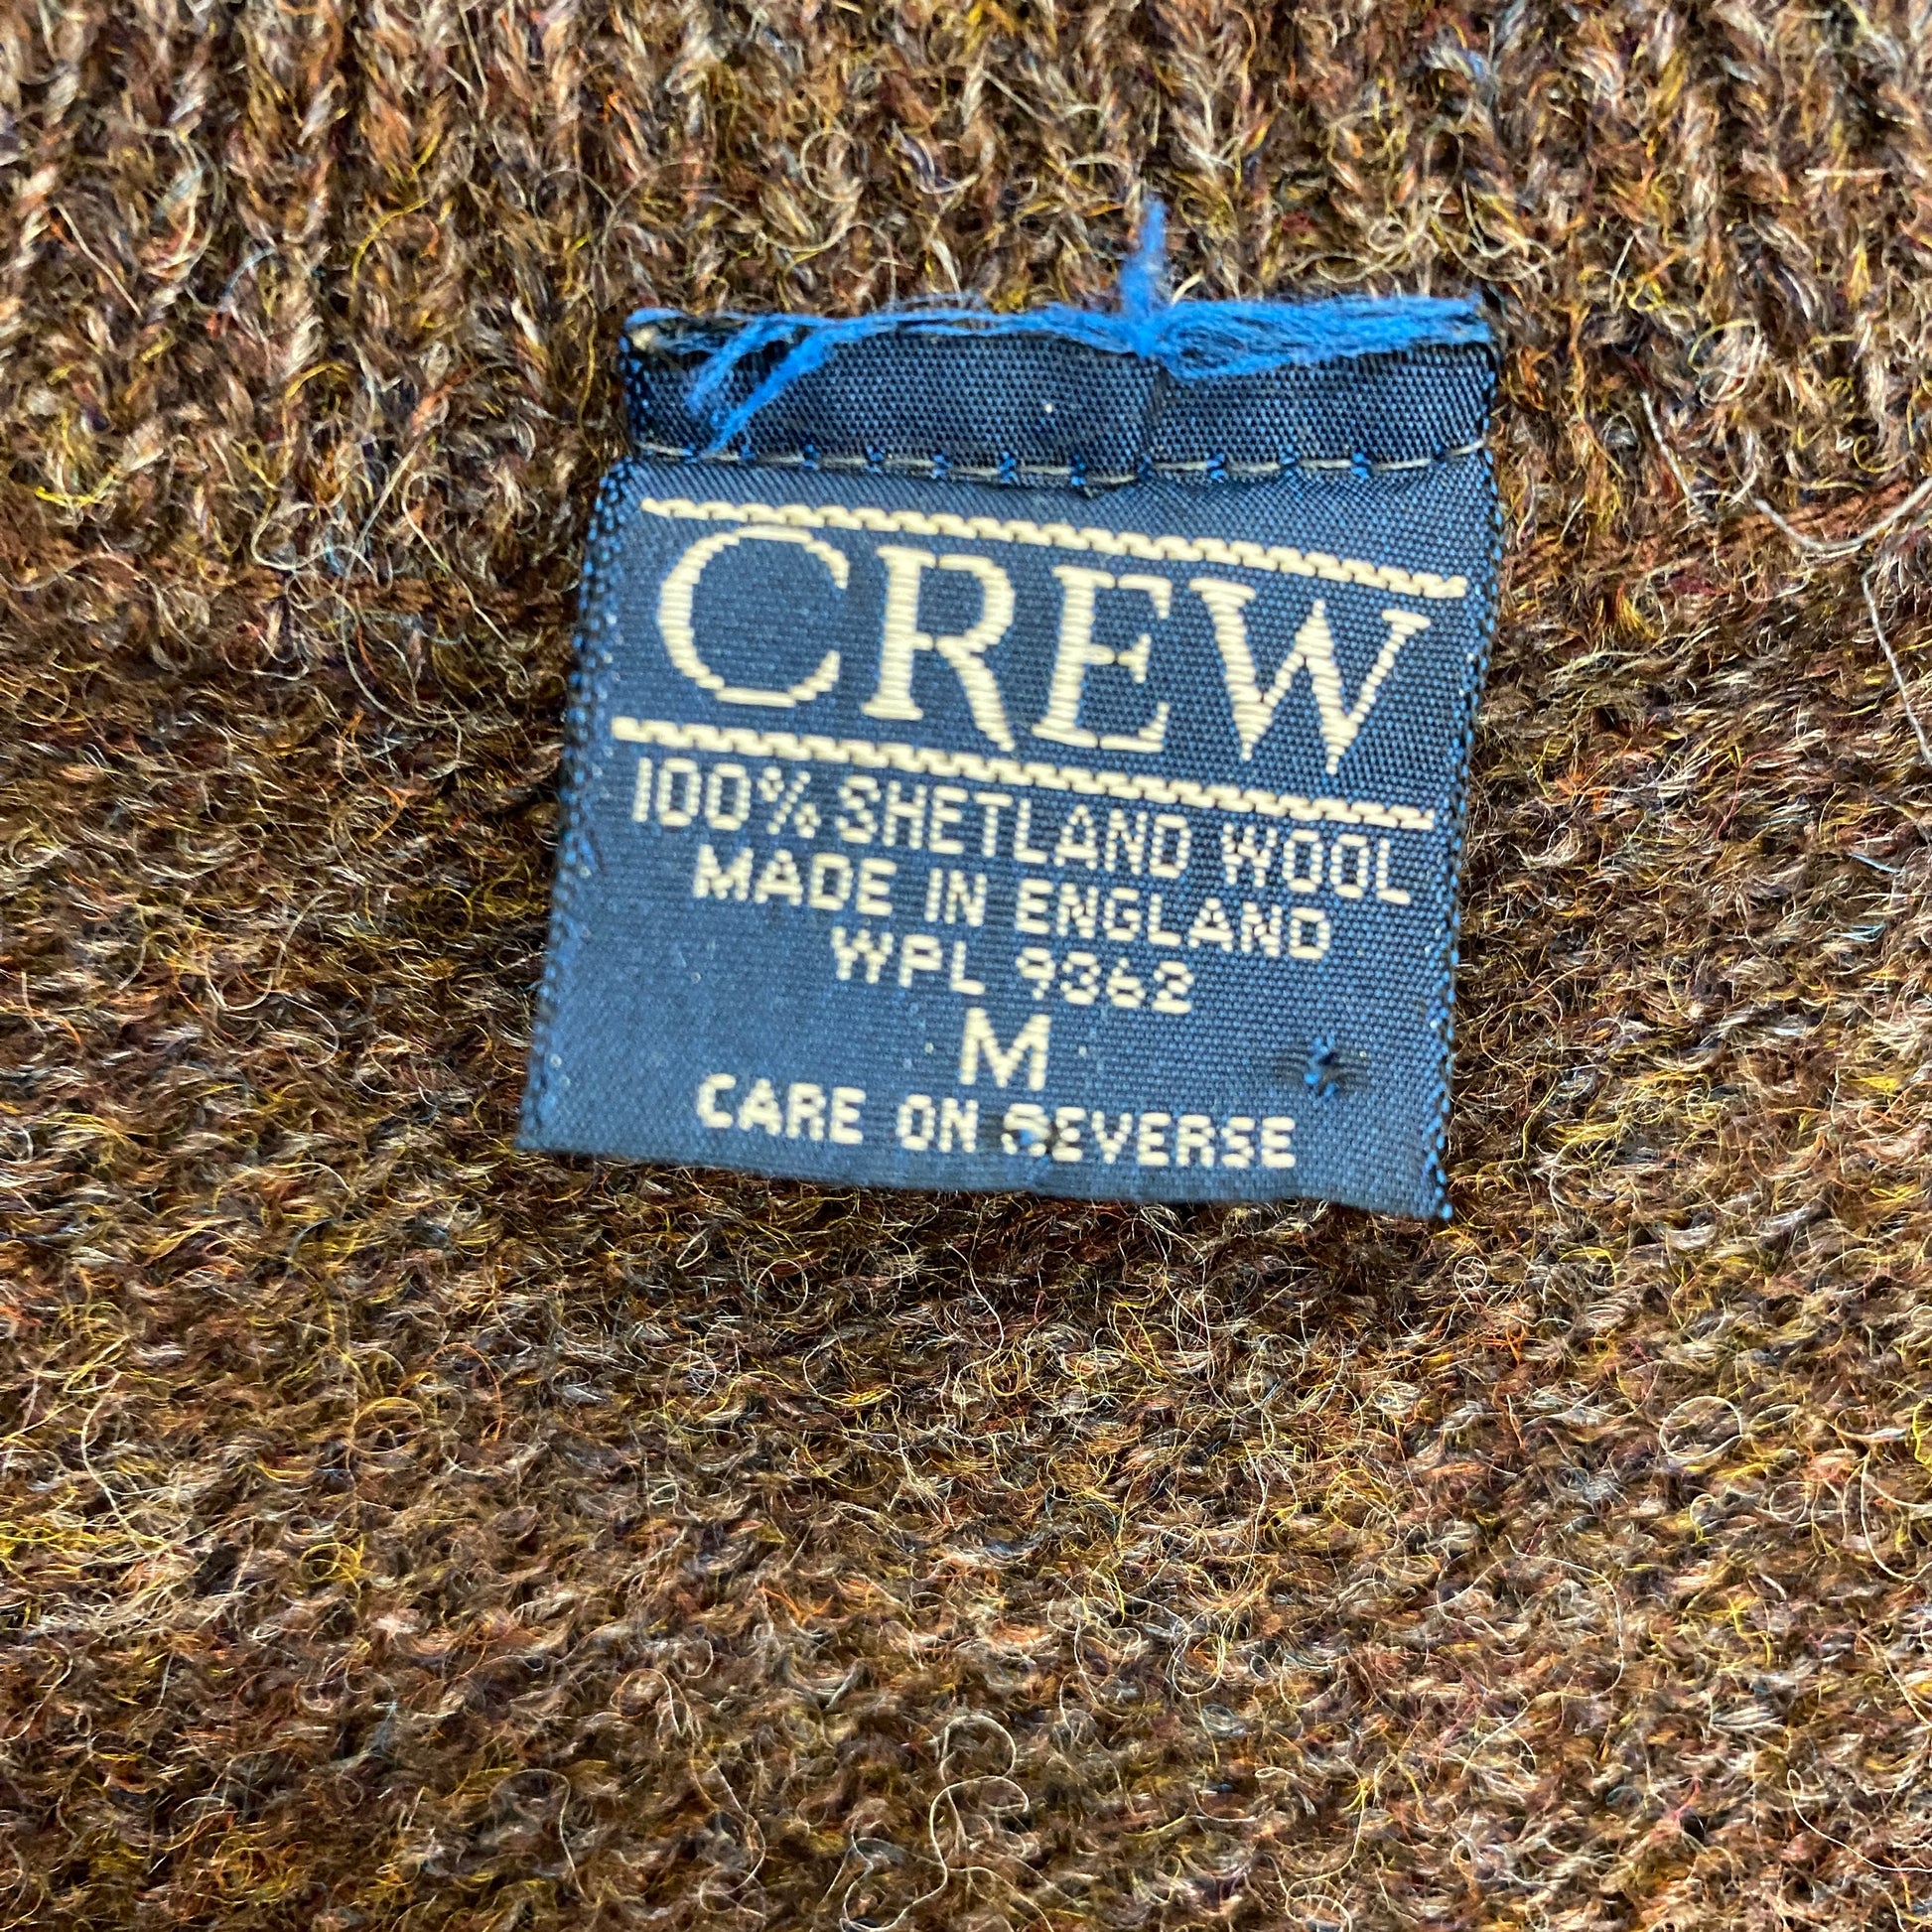 CREW
100% SHETLAND WOOL
MADE IN ENGLAND
WPL 9362
M
CARE ON REVERSE